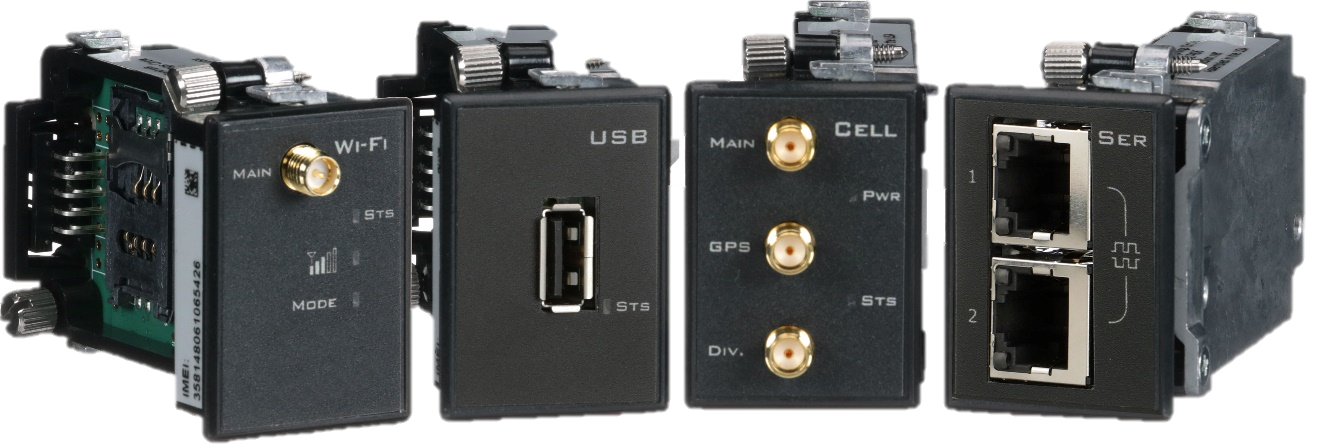 WI-FI
MAIN
STS
MODE
IMEI:
358148061065426
USB
STS
CELL
MAIN
PWR
GPS
STS
DIV.
SER
1
2